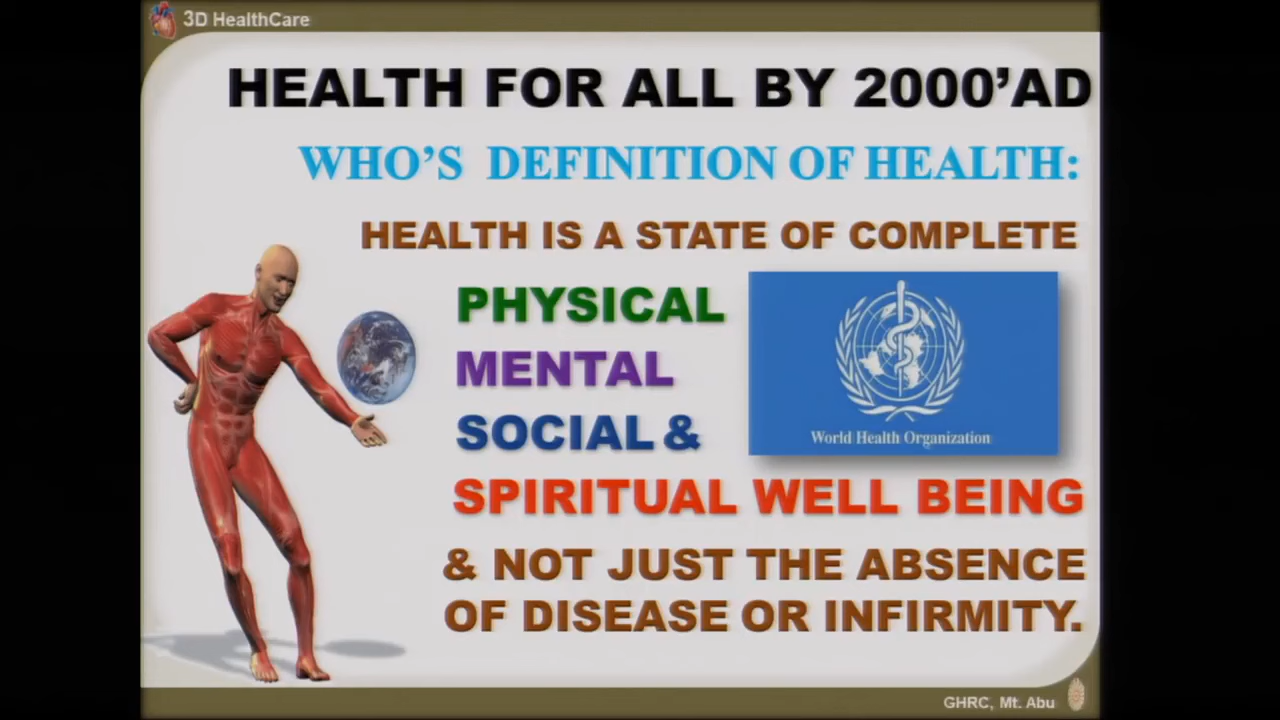 3D HealthCare
HEALTH FOR ALL BY 2000'AD
WHO'S DEFINITION OF HEALTH:
HEALTH IS A STATE OF COMPLETE
PHYSICAL
MENTAL
SOCIAL &
World Health Organization
SPIRITUAL WELL BEING
& NOT JUST THE ABSENCE
OF DISEASE OR INFIRMITY.
GHRC, Mt. Abu